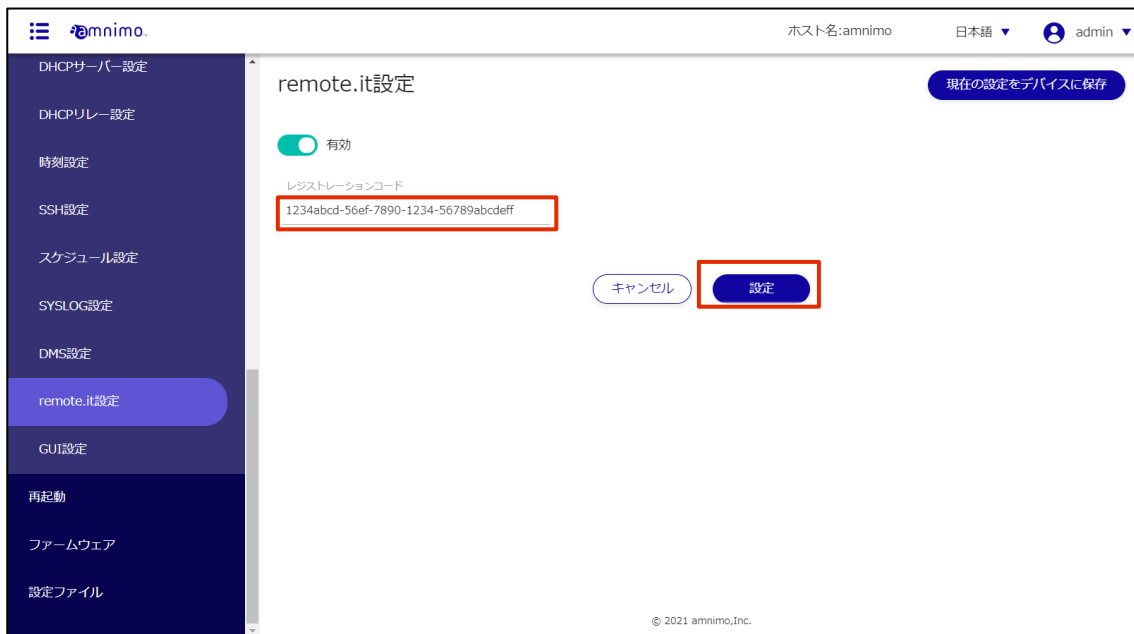 amnimo.
ホスト名:amnimo
日本語 ▼
admin ▼
DHCPサーバー設定
DHCPリレー設定
時刻設定
SSH設定
スケジュール設定
SYSLOG設定
DMS設定
remote.it設定
GUI設定
再起動
ファームウェア
設定ファイル
remote.it設定
現在の設定をデバイスに保存
有効
レジストレーションコード
1234abcd-56ef-7890-1234-56789abcdeff
キャンセル
設定
© 2021 amnimo,Inc.